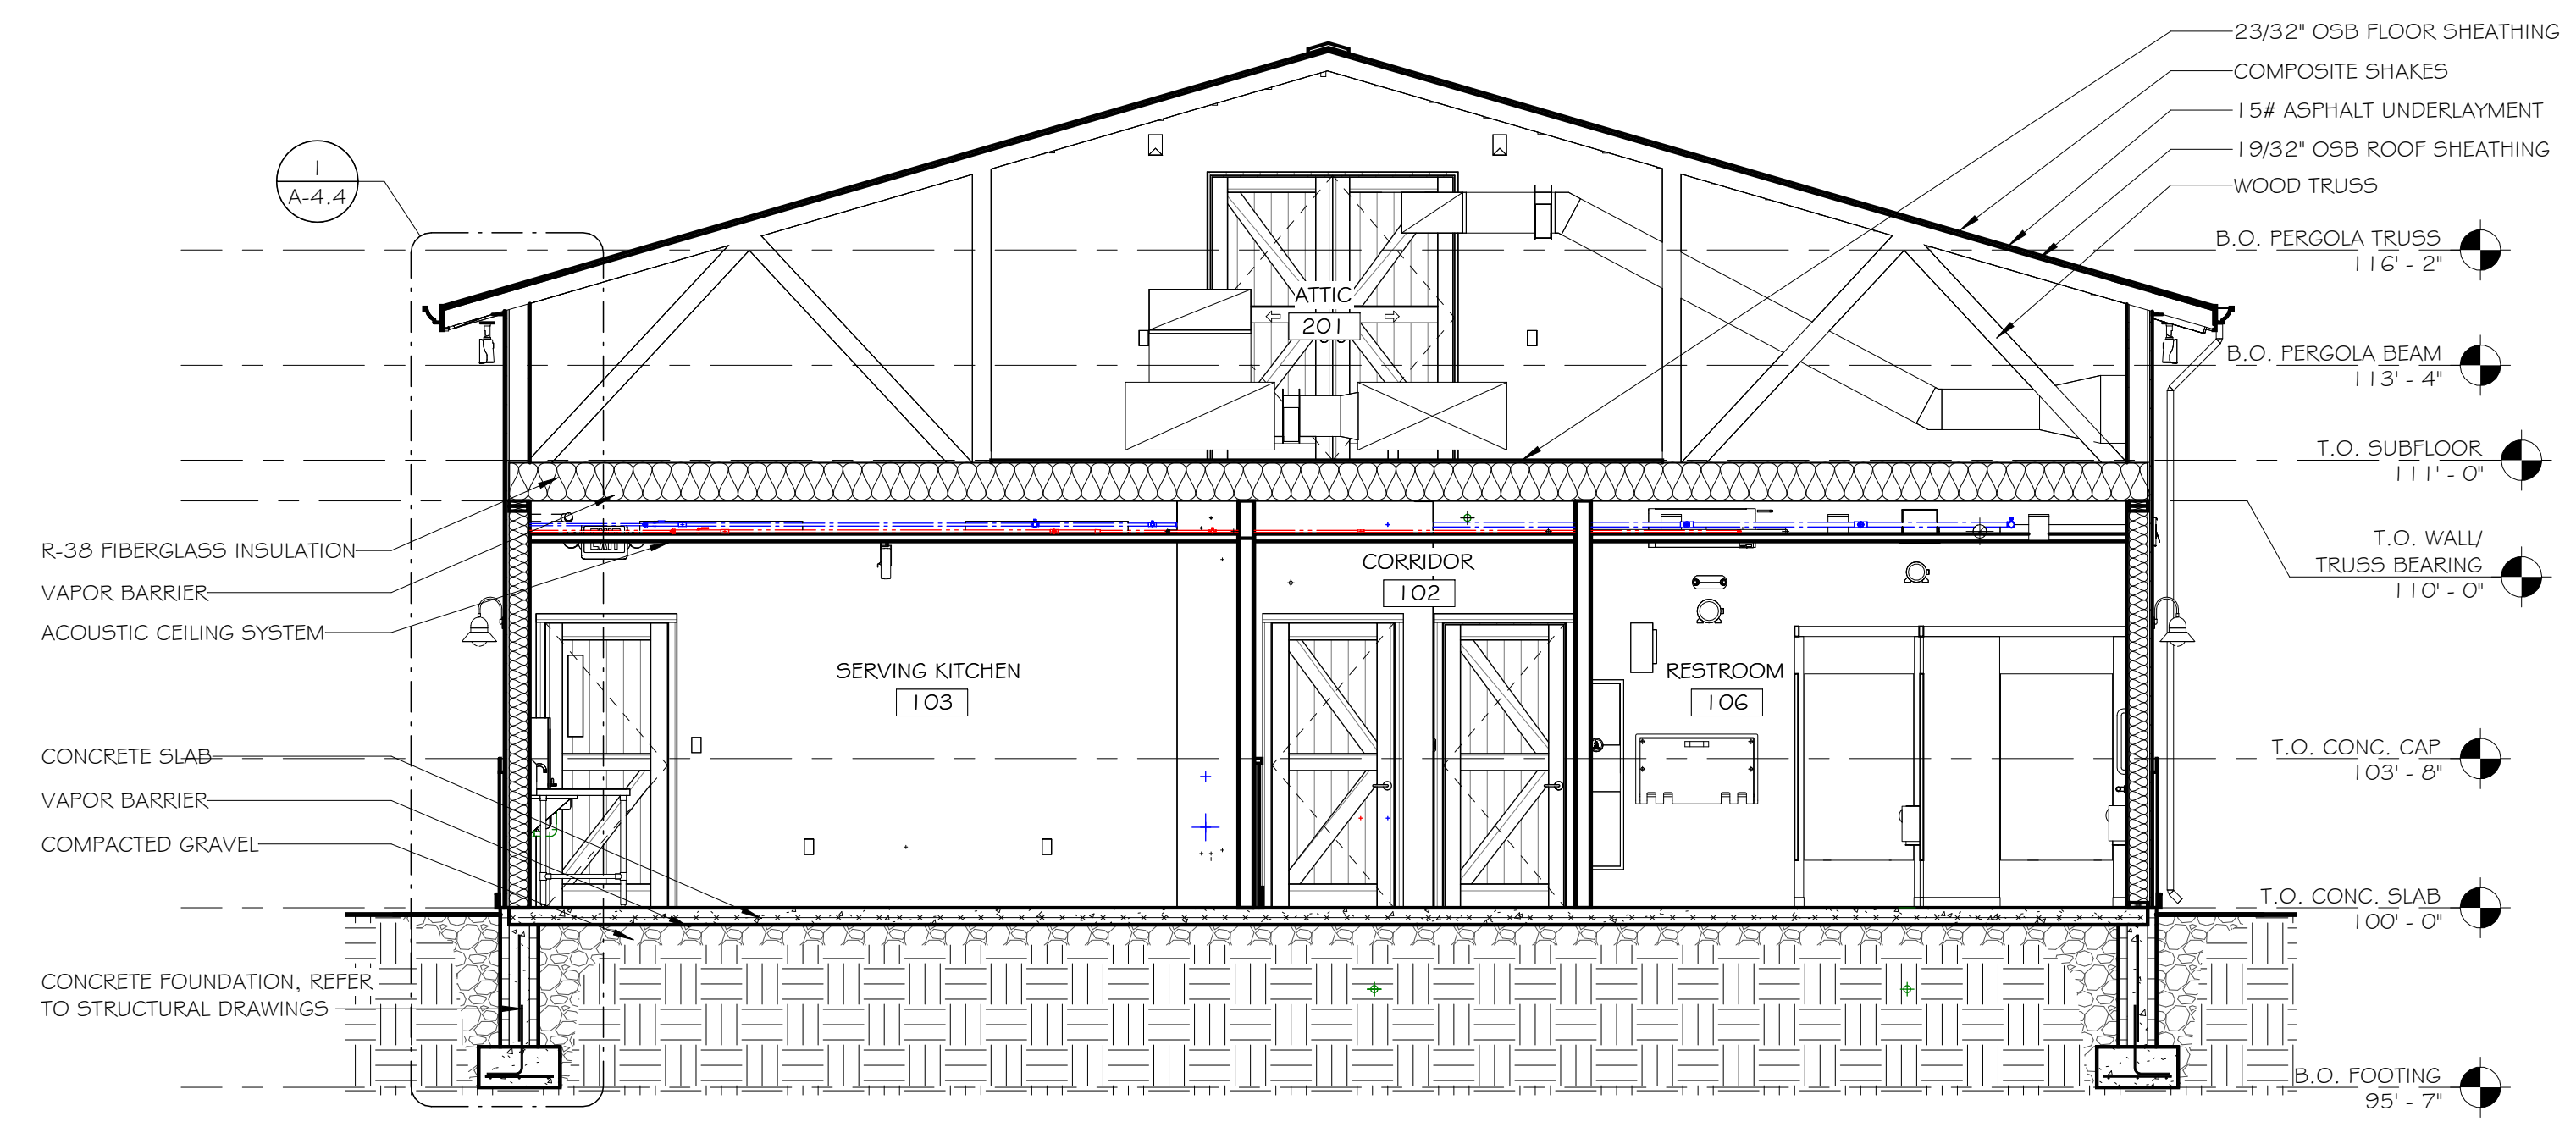 23/32" OSB FLOOR SHEATHING
COMPOSITE SHAKES
15# ASPHALT UNDERLAYMENT
19/32" OSB ROOF SHEATHING
WOOD TRUSS
1
A-4.4
B.O. PERGOLA TRUSS
116' - 2"
ATTIC
201
B.O. PERGOLA BEAM
113' - 4"
T.O. SUBFLOOR
111' - 0"
T.O. WALL/
TRUSS BEARING
110' - 0"
R-38 FIBERGLASS INSULATION
VAPOR BARRIER
ACOUSTIC CEILING SYSTEM
EXIT
CORRIDOR
102
SERVING KITCHEN
103
RESTROOM
106
CONCRETE SLAB
VAPOR BARRIER
COMPACTED GRAVEL
T.O. CONC. CAP
103' - 8"
T.O. CONC. SLAB
100' - 0"
CONCRETE FOUNDATION, REFER
TO STRUCTURAL DRAWINGS
B.O. FOOTING
95' - 7"